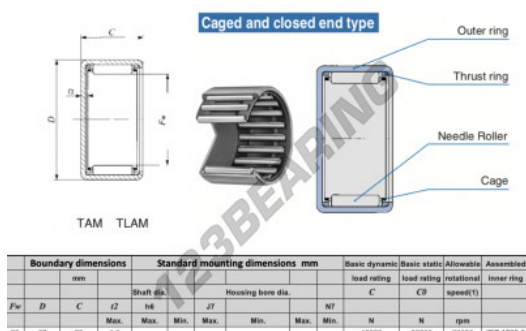 Caged and closed end type
C
t2
D
Fw
TAM TLAM
Outer ring
Thrust ring
Needle Roller
Cage
123BEARING
Boundary dimensions Standard mounting dimensions mm Basic dynamic Basic static Allowable Assembled
mm load rating load rating rotational inner ring
Shaft dia. Housing bore dia. C C0 speed(1)
Fw D C t2 h6 J7 N7
Max. Max. Min. Max. Min. Max. Min. N N rpm